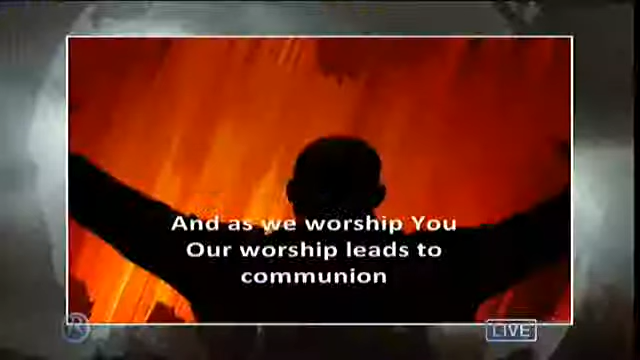 And as we worship You
Our worship leads to
communion
R
LIVE